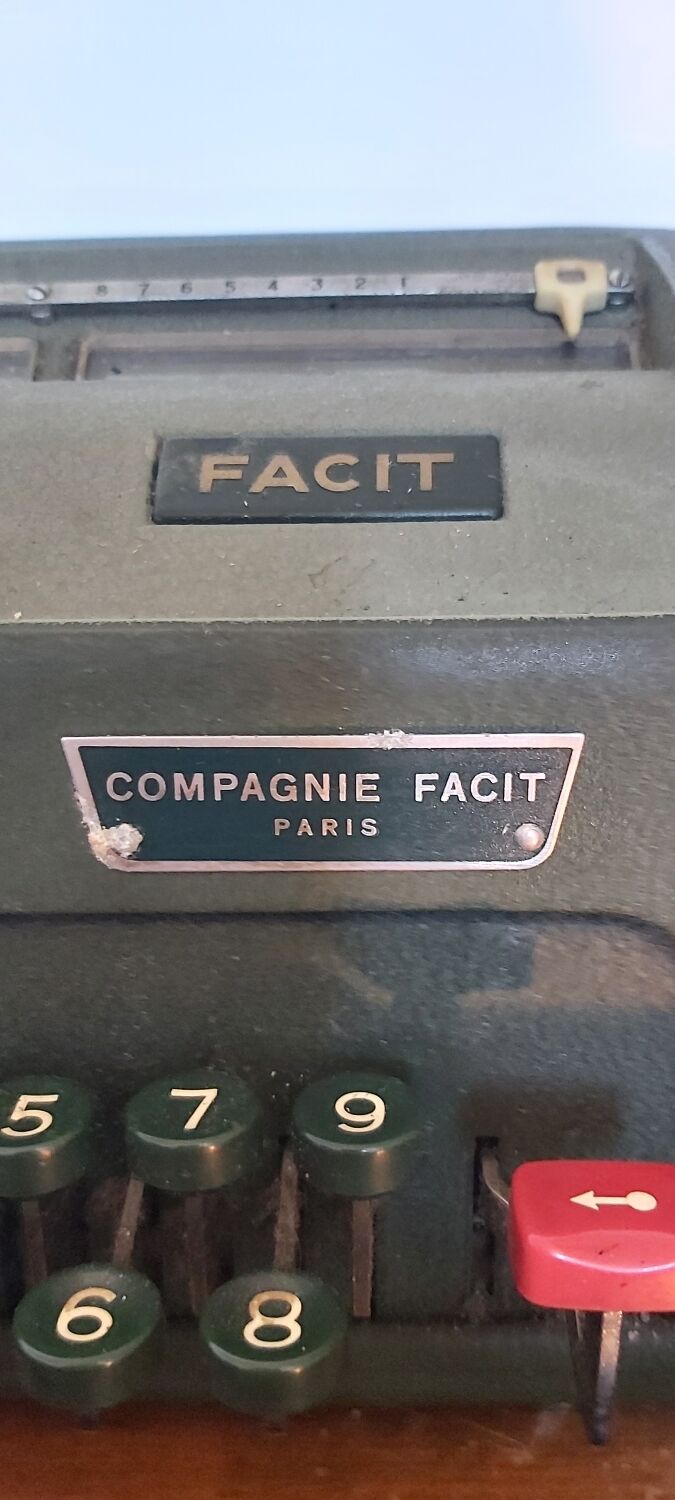 8 7 6 5 4 3 2 1
FACIT
COMPAGNIE FACIT
PARIS
5 7 9
6 8